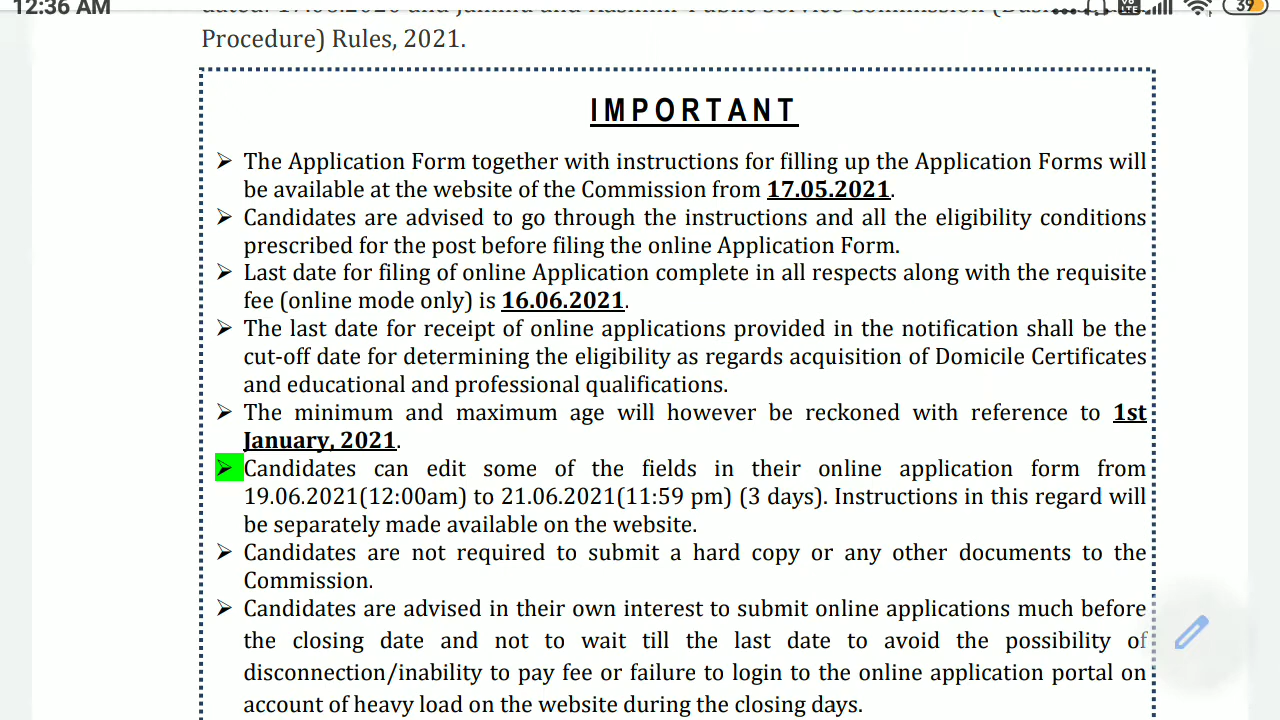 12:36 AM
39
Procedure) Rules, 2021.
IMPORTANT
➢ The Application Form together with instructions for filling up the Application Forms will
be available at the website of the Commission from 17.05.2021.
➢ Candidates are advised to go through the instructions and all the eligibility conditions
prescribed for the post before filing the online Application Form.
➢ Last date for filing of online Application complete in all respects along with the requisite
fee (online mode only) is 16.06.2021.
➢ The last date for receipt of online applications provided in the notification shall be the
cut-off date for determining the eligibility as regards acquisition of Domicile Certificates
and educational and professional qualifications.
➢ The minimum and maximum age will however be reckoned with reference to 1st
January, 2021.
➢ Candidates can edit some of the fields in their online application form from
19.06.2021(12:00am) to 21.06.2021(11:59 pm) (3 days). Instructions in this regard will
be separately made available on the website.
➢ Candidates are not required to submit a hard copy or any other documents to the
Commission.
➢ Candidates are advised in their own interest to submit online applications much before
the closing date and not to wait till the last date to avoid the possibility of
disconnection/inability to pay fee or failure to login to the online application portal on
account of heavy load on the website during the closing days.